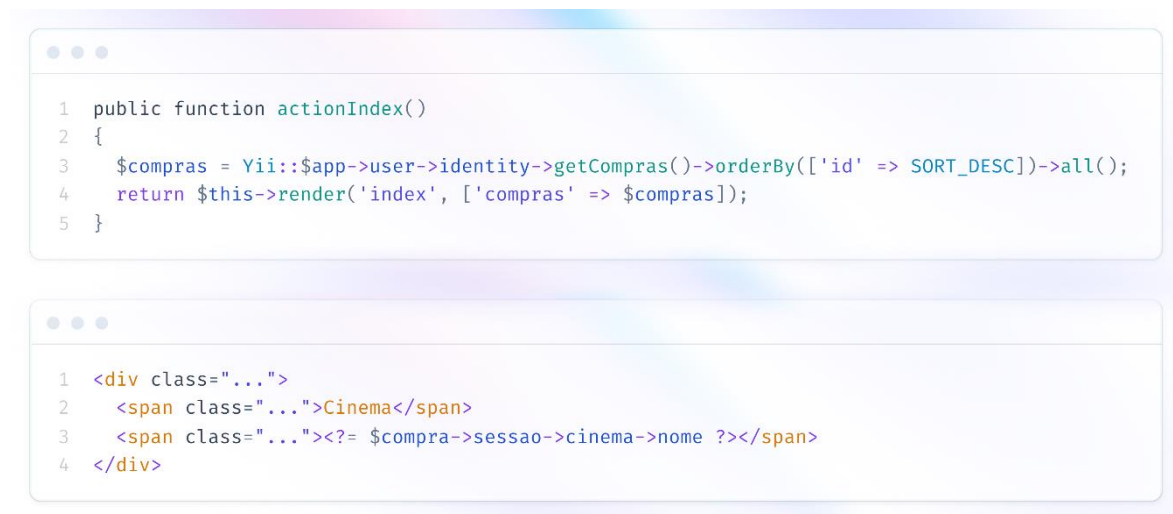 1 public function actionIndex()
2 {
3   $compras = Yii::$app->user->identity->getCompras()->orderBy(['id' => SORT_DESC])->all();
4   return $this->render('index', ['compras' => $compras]);
5 }
1 <div class="...">
2   <span class="...">Cinema</span>
3   <span class="..."><?= $compra->sessao->cinema->nome ?></span>
4 </div>